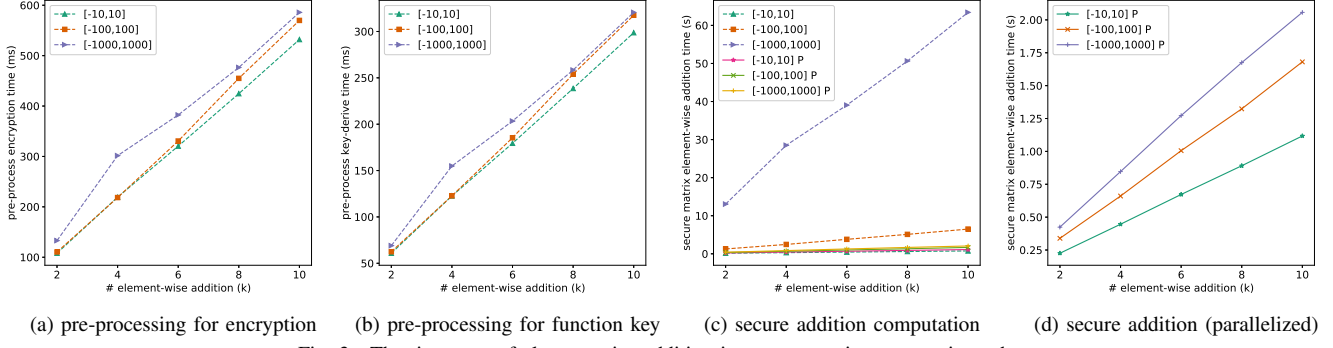 pre-process encryption time (ms)
600
500
400
300
200
100
[-10,10]
[-100,100]
[-1000,1000]
2 4 6 8 10
# element-wise addition (k)
(a) pre-processing for encryption
pre-process key-derive time (ms)
300
250
200
150
100
50
[-10,10]
[-100,100]
[-1000,1000]
2 4 6 8 10
# element-wise addition (k)
(b) pre-processing for function key
secure matrix element-wise addition time (s)
60
50
40
30
20
10
0
[-10,10]
[-100,100]
[-1000,1000]
[-10,10] P
[-100,100] P
[-1000,1000] P
2 4 6 8 10
# element-wise addition (k)
(c) secure addition computation
secure matrix element-wise addition time (s)
2.00
1.75
1.50
1.25
1.00
0.75
0.50
0.25
[-10,10] P
[-100,100] P
[-1000,1000] P
2 4 6 8 10
# element-wise addition (k)
(d) secure addition (parallelized)